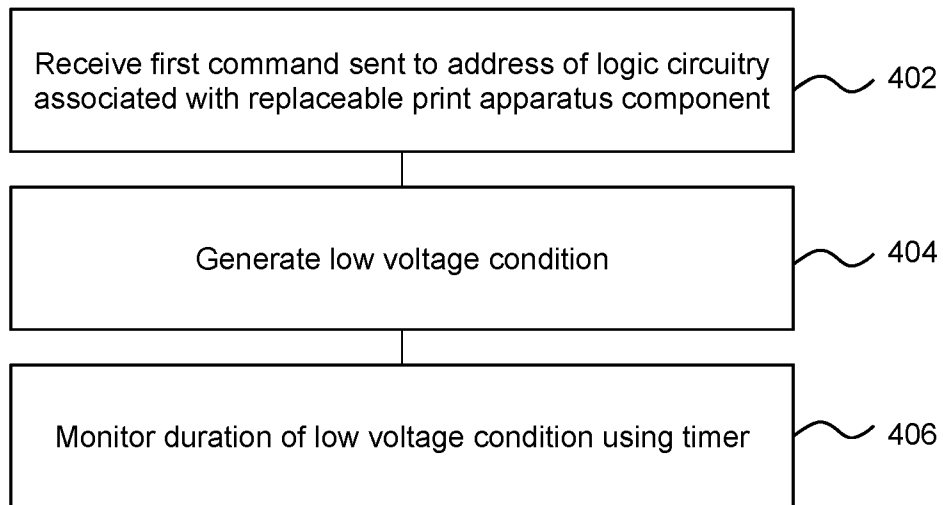 Receive first command sent to address of logic circuitry
associated with replaceable print apparatus component
402
Generate low voltage condition
404
Monitor duration of low voltage condition using timer
406